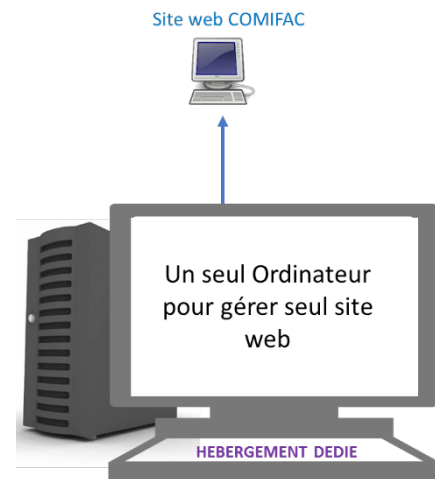 Site web COMIFAC
Un seul Ordinateur
pour gérer seul site
web
HEBERGEMENT DEDIE